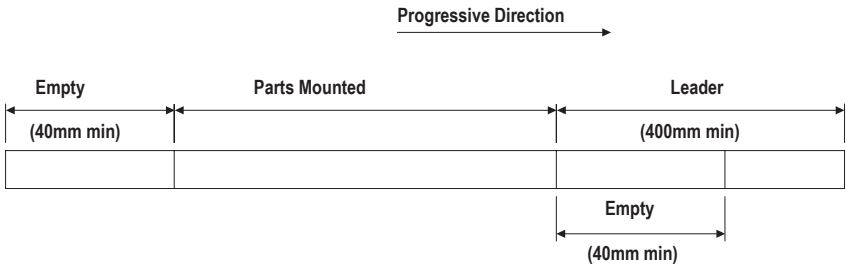 Progressive Direction
Empty
Parts Mounted
Leader
(40mm min)
(400mm min)
Empty
(40mm min)